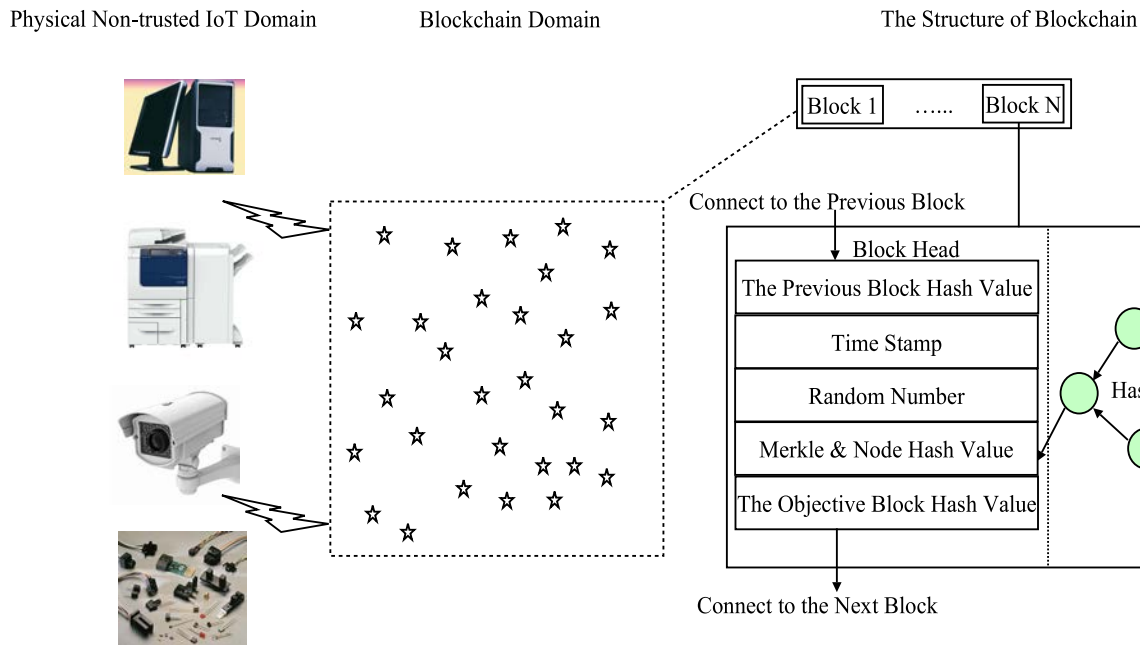 Physical Non-trusted IoT Domain
Blockchain Domain
The Structure of Blockchain
Block 1
…...
Block N
Connect to the Previous Block
Block Head
The Previous Block Hash Value
Time Stamp
Random Number
Merkle & Node Hash Value
The Objective Block Hash Value
Connect to the Next Block